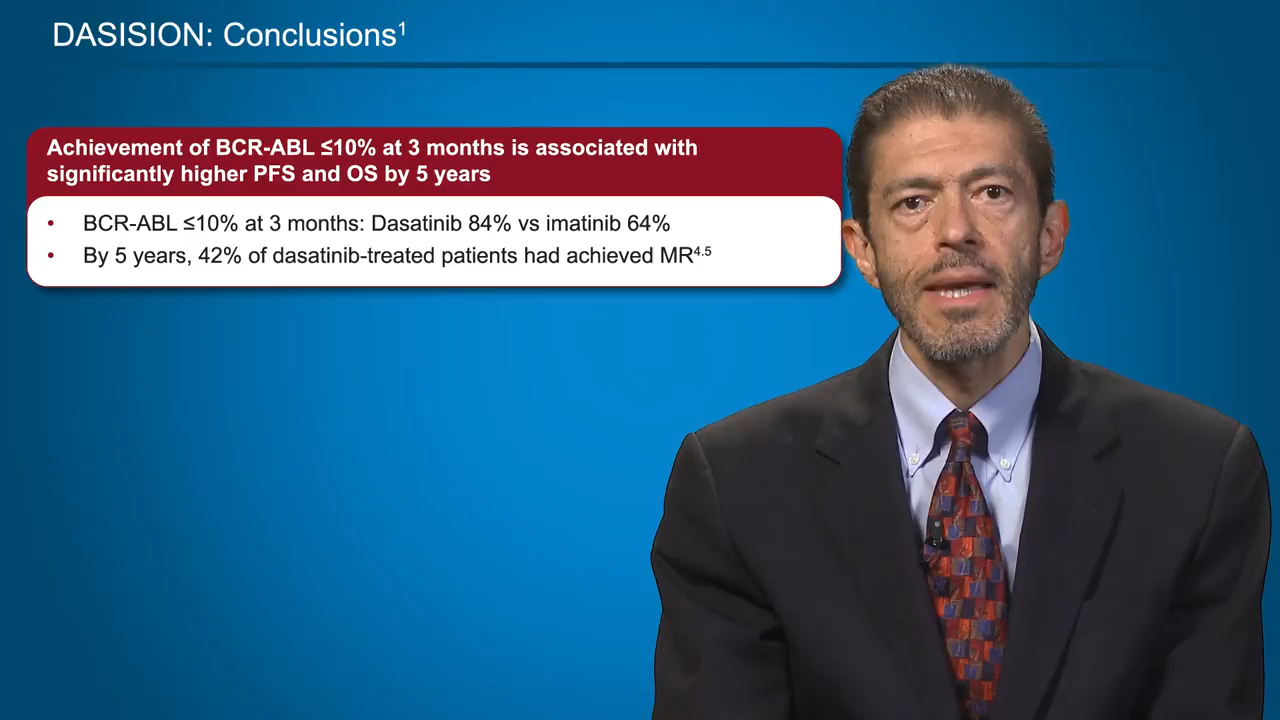 DASISION: Conclusions¹
Achievement of BCR-ABL ≤10% at 3 months is associated with
significantly higher PFS and OS by 5 years
• BCR-ABL ≤10% at 3 months: Dasatinib 84% vs imatinib 64%
• By 5 years, 42% of dasatinib-treated patients had achieved MR⁴·⁵